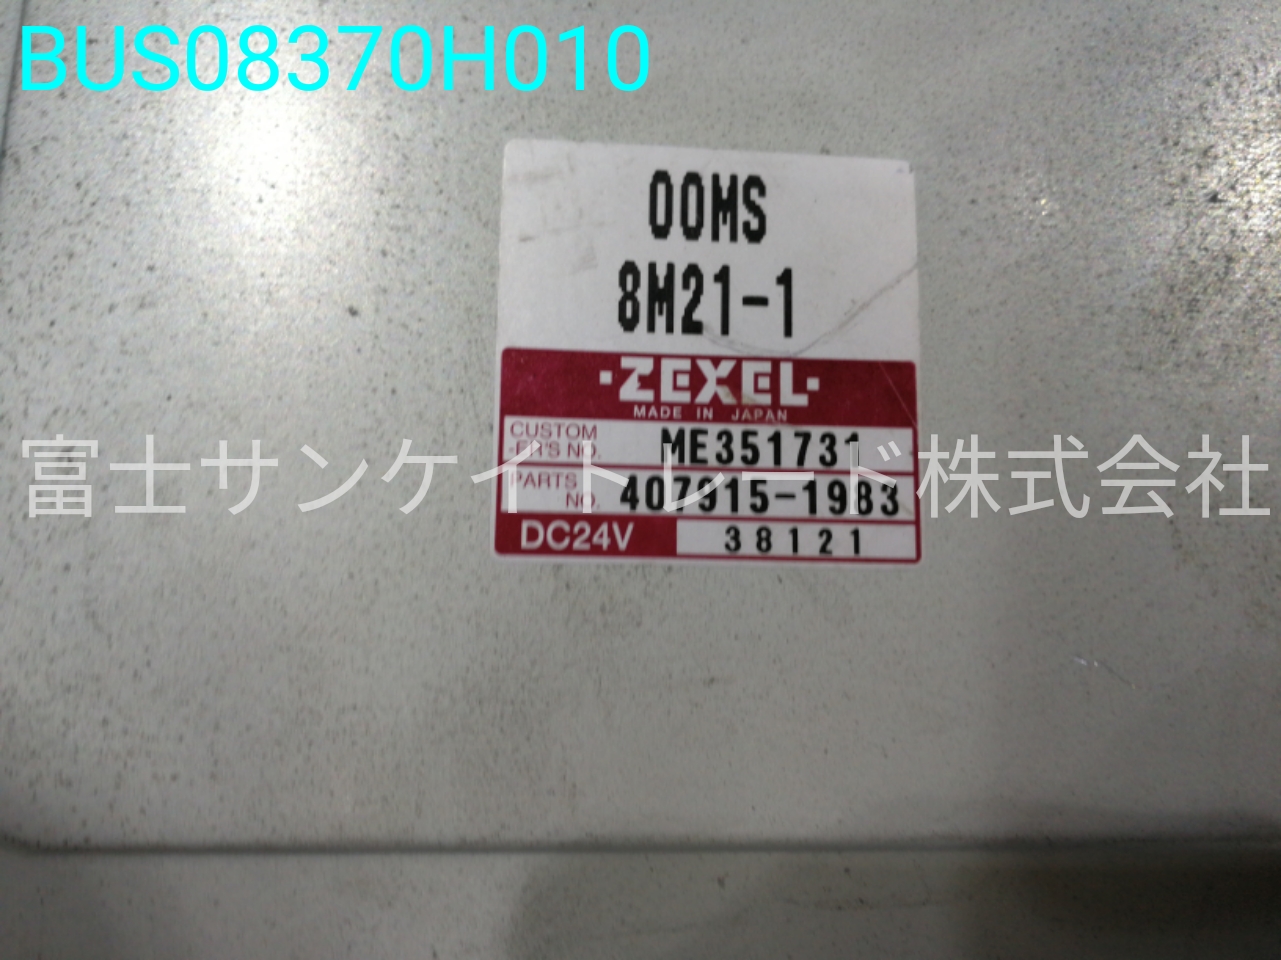 BUS08370H010
00MS
8M21-1
·ZEXEL·
MADE IN JAPAN
CUSTOM
-ER'S NO. ME351731
富士サンケイトレード株式会社
PARTS
NO. 407915-1983
DC24V 38121